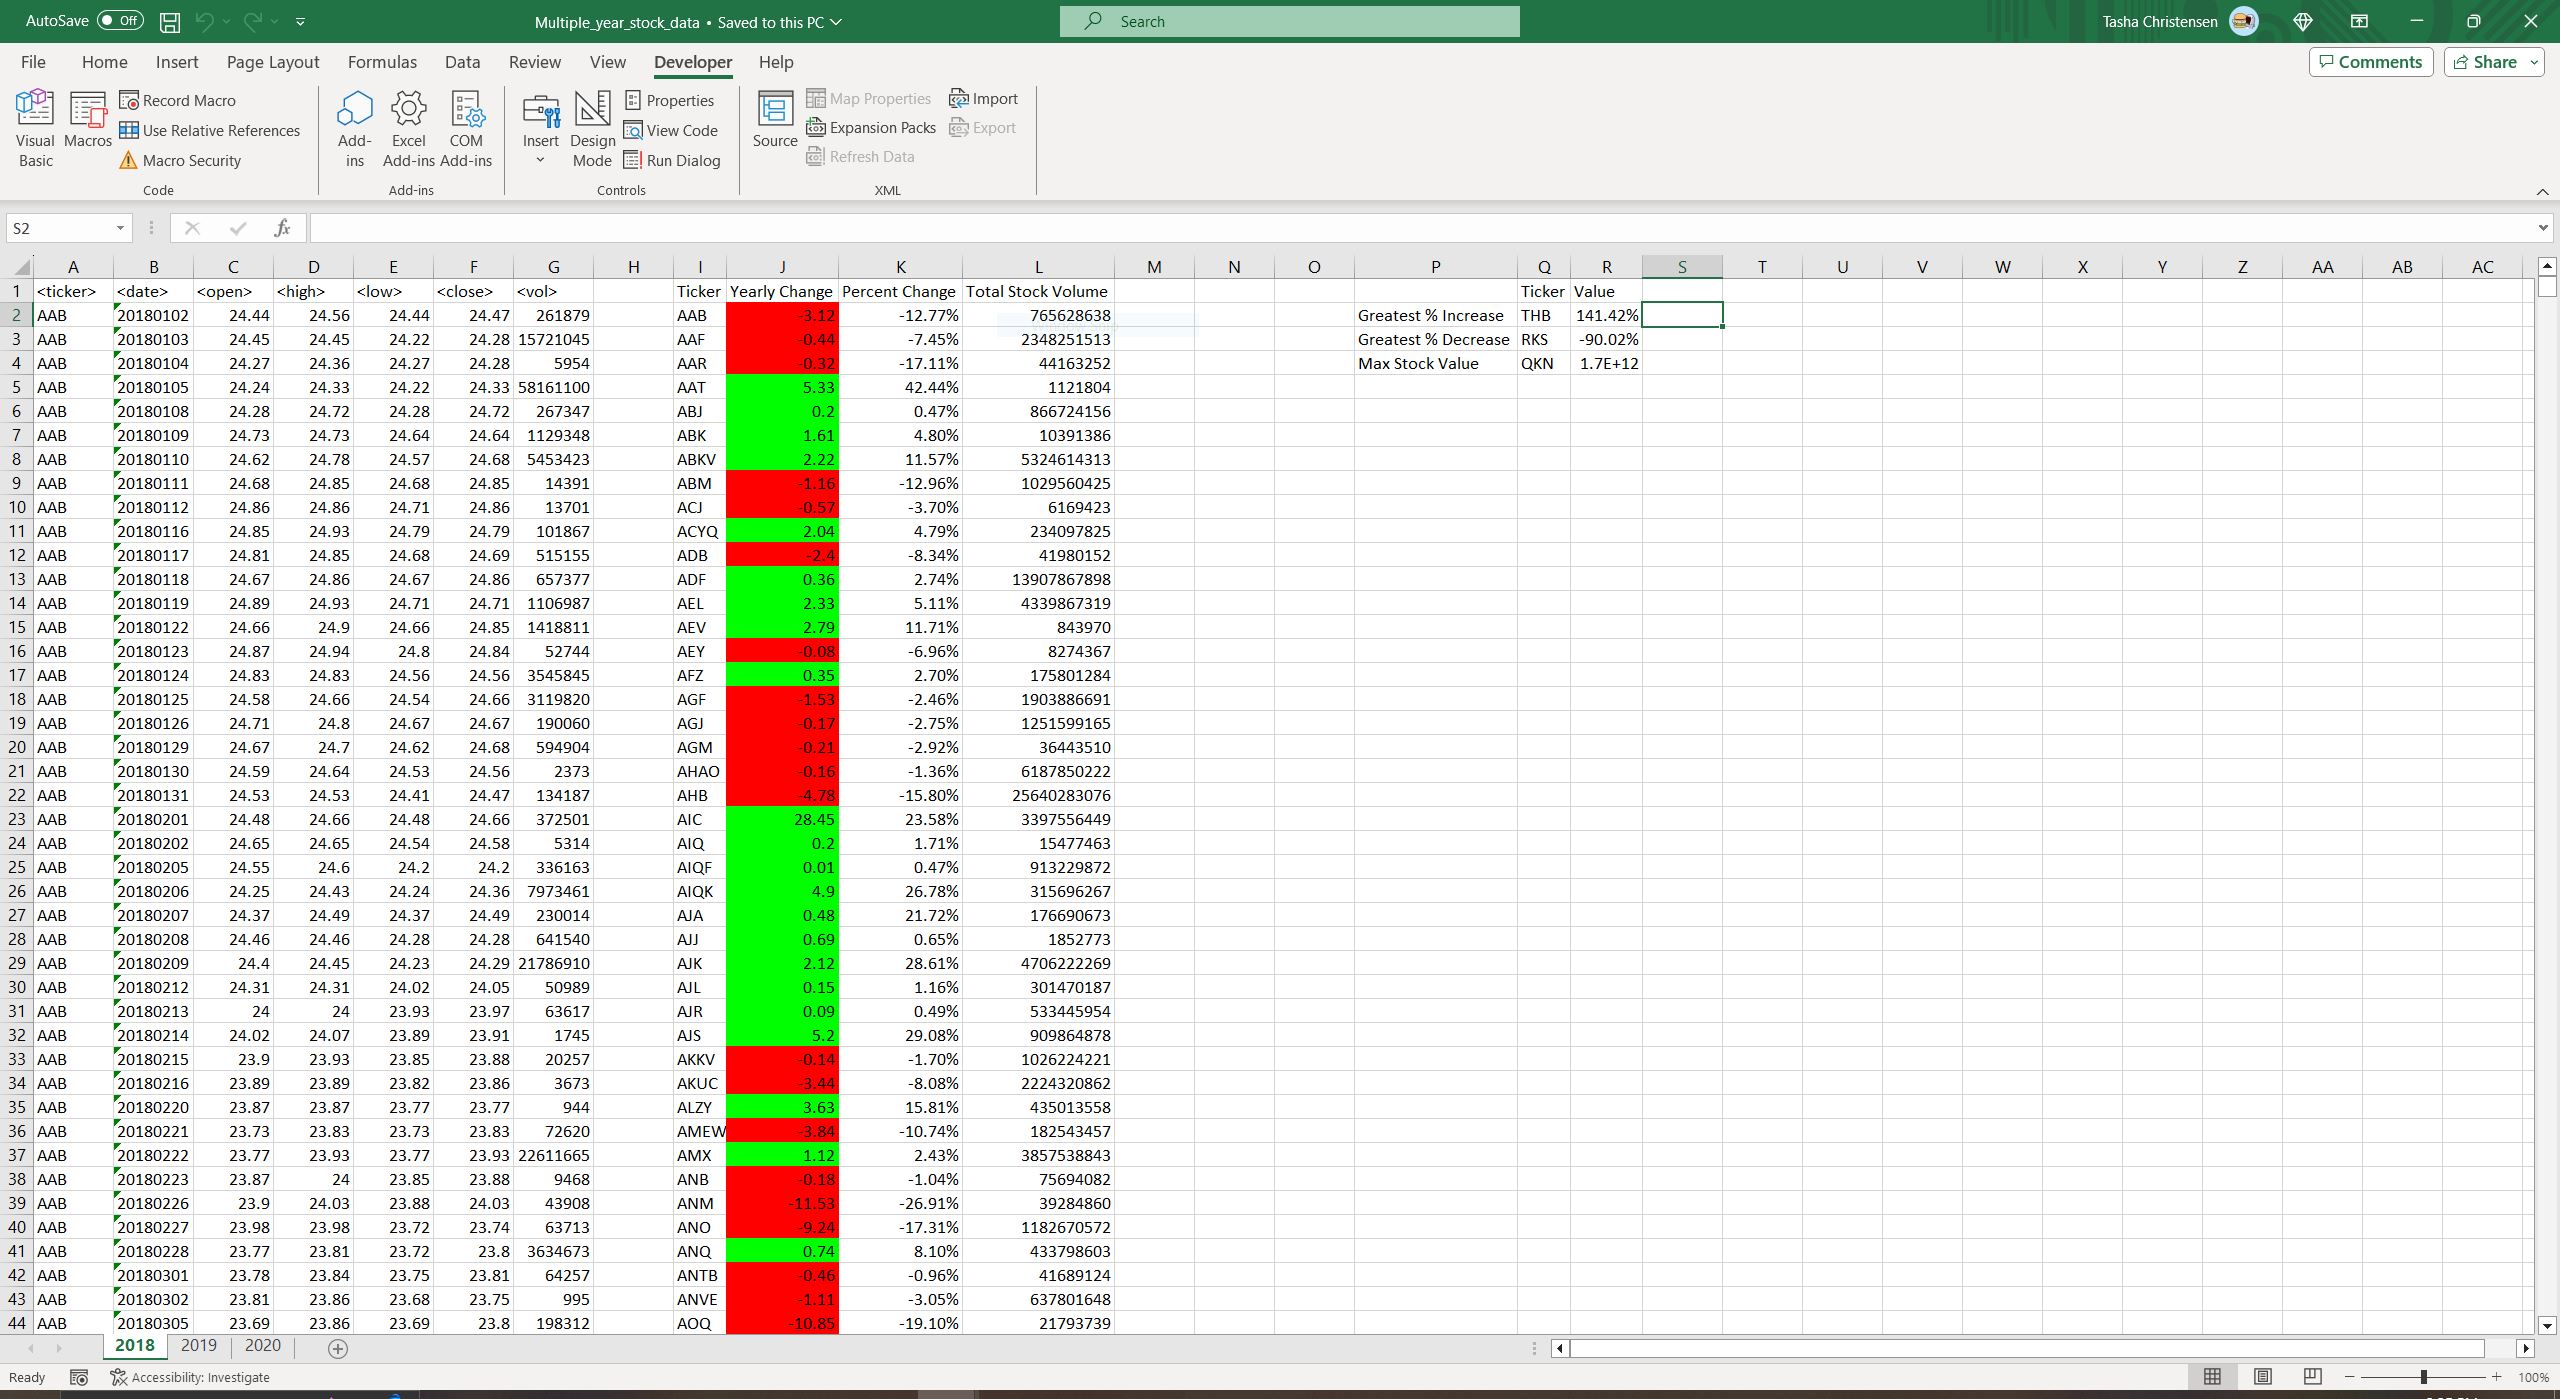 AutoSave Off Multiple_year_stock_data • Saved to this PC Search Tasha Christensen
File Home Insert Page Layout Formulas Data Review View Developer Help Comments Share
Visual Basic Macros Record Macro Use Relative References Macro Security Code
Add-ins Excel Add-ins COM Add-ins Add-ins
Insert Design Mode Properties View Code Run Dialog Controls
Source Map Properties Expansion Packs Refresh Data Import Export XML
S2 fx
A B C D E F G H I J K L M N O P Q R S T U V W X Y Z AA AB AC
1 <ticker> <date> <open> <high> <low> <close> <vol> Ticker Yearly Change Percent Change Total Stock Volume Ticker Value
2 AAB 20180102 24.44 24.56 24.44 24.47 261879 AAB -3.12 -12.77% 765628638 Greatest % Increase THB 141.42%
3 AAB 20180103 24.45 24.45 24.22 24.28 15721045 AAF -0.44 -7.45% 2348251513 Greatest % Decrease RKS -90.02%
4 AAB 20180104 24.27 24.36 24.27 24.28 5954 AAR -0.32 -17.11% 44163252 Max Stock Value QKN 1.7E+12
5 AAB 20180105 24.24 24.33 24.22 24.33 58161100 AAT 5.33 42.44% 1121804
6 AAB 20180108 24.28 24.72 24.28 24.72 267347 ABJ 0.2 0.47% 866724156
7 AAB 20180109 24.73 24.73 24.64 24.64 1129348 ABK 1.61 4.80% 10391386
8 AAB 20180110 24.62 24.78 24.57 24.68 5453423 ABKV 2.22 11.57% 5324614313
9 AAB 20180111 24.68 24.85 24.68 24.85 14391 ABM -1.16 -12.96% 1029560425
10 AAB 20180112 24.86 24.86 24.71 24.86 13701 ACJ -0.57 -3.70% 6169423
11 AAB 20180116 24.85 24.93 24.79 24.79 101867 ACYQ 2.04 4.79% 234097825
12 AAB 20180117 24.81 24.85 24.68 24.69 515155 ADB -2.4 -8.34% 41980152
13 AAB 20180118 24.67 24.86 24.67 24.86 657377 ADF 0.36 2.74% 13907867898
14 AAB 20180119 24.89 24.93 24.71 24.71 1106987 AEL 2.33 5.11% 4339867319
15 AAB 20180122 24.66 24.9 24.66 24.85 1418811 AEV 2.79 11.71% 843970
16 AAB 20180123 24.87 24.94 24.8 24.84 52744 AEY -0.08 -6.96% 8274367
17 AAB 20180124 24.83 24.83 24.56 24.56 3545845 AFZ 0.35 2.70% 175801284
18 AAB 20180125 24.58 24.66 24.54 24.66 3119820 AGF -1.53 -2.46% 1903886691
19 AAB 20180126 24.71 24.8 24.67 24.67 190060 AGJ -0.17 -2.75% 1251599165
20 AAB 20180129 24.67 24.7 24.62 24.68 594904 AGM -0.21 -2.92% 36443510
21 AAB 20180130 24.59 24.64 24.53 24.56 2373 AHAO -0.16 -1.36% 6187850222
22 AAB 20180131 24.53 24.53 24.41 24.47 134187 AHB -4.78 -15.80% 25640283076
23 AAB 20180201 24.48 24.66 24.48 24.66 372501 AIC 28.45 23.58% 3397556449
24 AAB 20180202 24.65 24.65 24.54 24.58 5314 AIQ 0.2 1.71% 15477463
25 AAB 20180205 24.55 24.6 24.2 24.2 336163 AIQF 0.01 0.47% 913229872
26 AAB 20180206 24.25 24.43 24.24 24.36 7973461 AIQK 4.9 26.78% 315696267
27 AAB 20180207 24.37 24.49 24.37 24.49 230014 AJA 0.48 21.72% 176690673
28 AAB 20180208 24.46 24.46 24.28 24.28 641540 AJJ 0.69 0.65% 1852773
29 AAB 20180209 24.4 24.45 24.23 24.29 21786910 AJK 2.12 28.61% 4706222269
30 AAB 20180212 24.31 24.31 24.02 24.05 50989 AJL 0.15 1.16% 301470187
31 AAB 20180213 24 24 23.93 23.97 63617 AJR 0.09 0.49% 533445954
32 AAB 20180214 24.02 24.07 23.89 23.91 1745 AJS 5.2 29.08% 909864878
33 AAB 20180215 23.9 23.93 23.85 23.88 20257 AKKV -0.14 -1.70% 1026224221
34 AAB 20180216 23.89 23.89 23.82 23.86 3673 AKUC -3.44 -8.08% 2224320862
35 AAB 20180220 23.87 23.87 23.77 23.77 944 ALZY 3.63 15.81% 435013558
36 AAB 20180221 23.73 23.83 23.73 23.83 72620 AMEW -3.84 -10.74% 182543457
37 AAB 20180222 23.77 23.93 23.77 23.93 22611665 AMX 1.12 2.43% 3857538843
38 AAB 20180223 23.87 24 23.85 23.88 9468 ANB -0.18 -1.04% 75694082
39 AAB 20180226 23.9 24.03 23.88 24.03 43908 ANM -11.53 -26.91% 39284860
40 AAB 20180227 23.98 23.98 23.72 23.74 63713 ANO -9.24 -17.31% 1182670572
41 AAB 20180228 23.77 23.81 23.72 23.8 3634673 ANQ 0.74 8.10% 433798603
42 AAB 20180301 23.78 23.84 23.75 23.81 64257 ANTB -0.46 -0.96% 41689124
43 AAB 20180302 23.81 23.86 23.68 23.75 995 ANVE -1.11 -3.05% 637801648
44 AAB 20180305 23.69 23.86 23.69 23.8 198312 AOQ -10.85 -19.10% 21793739
2018 2019 2020
Ready Accessibility: Investigate 100%